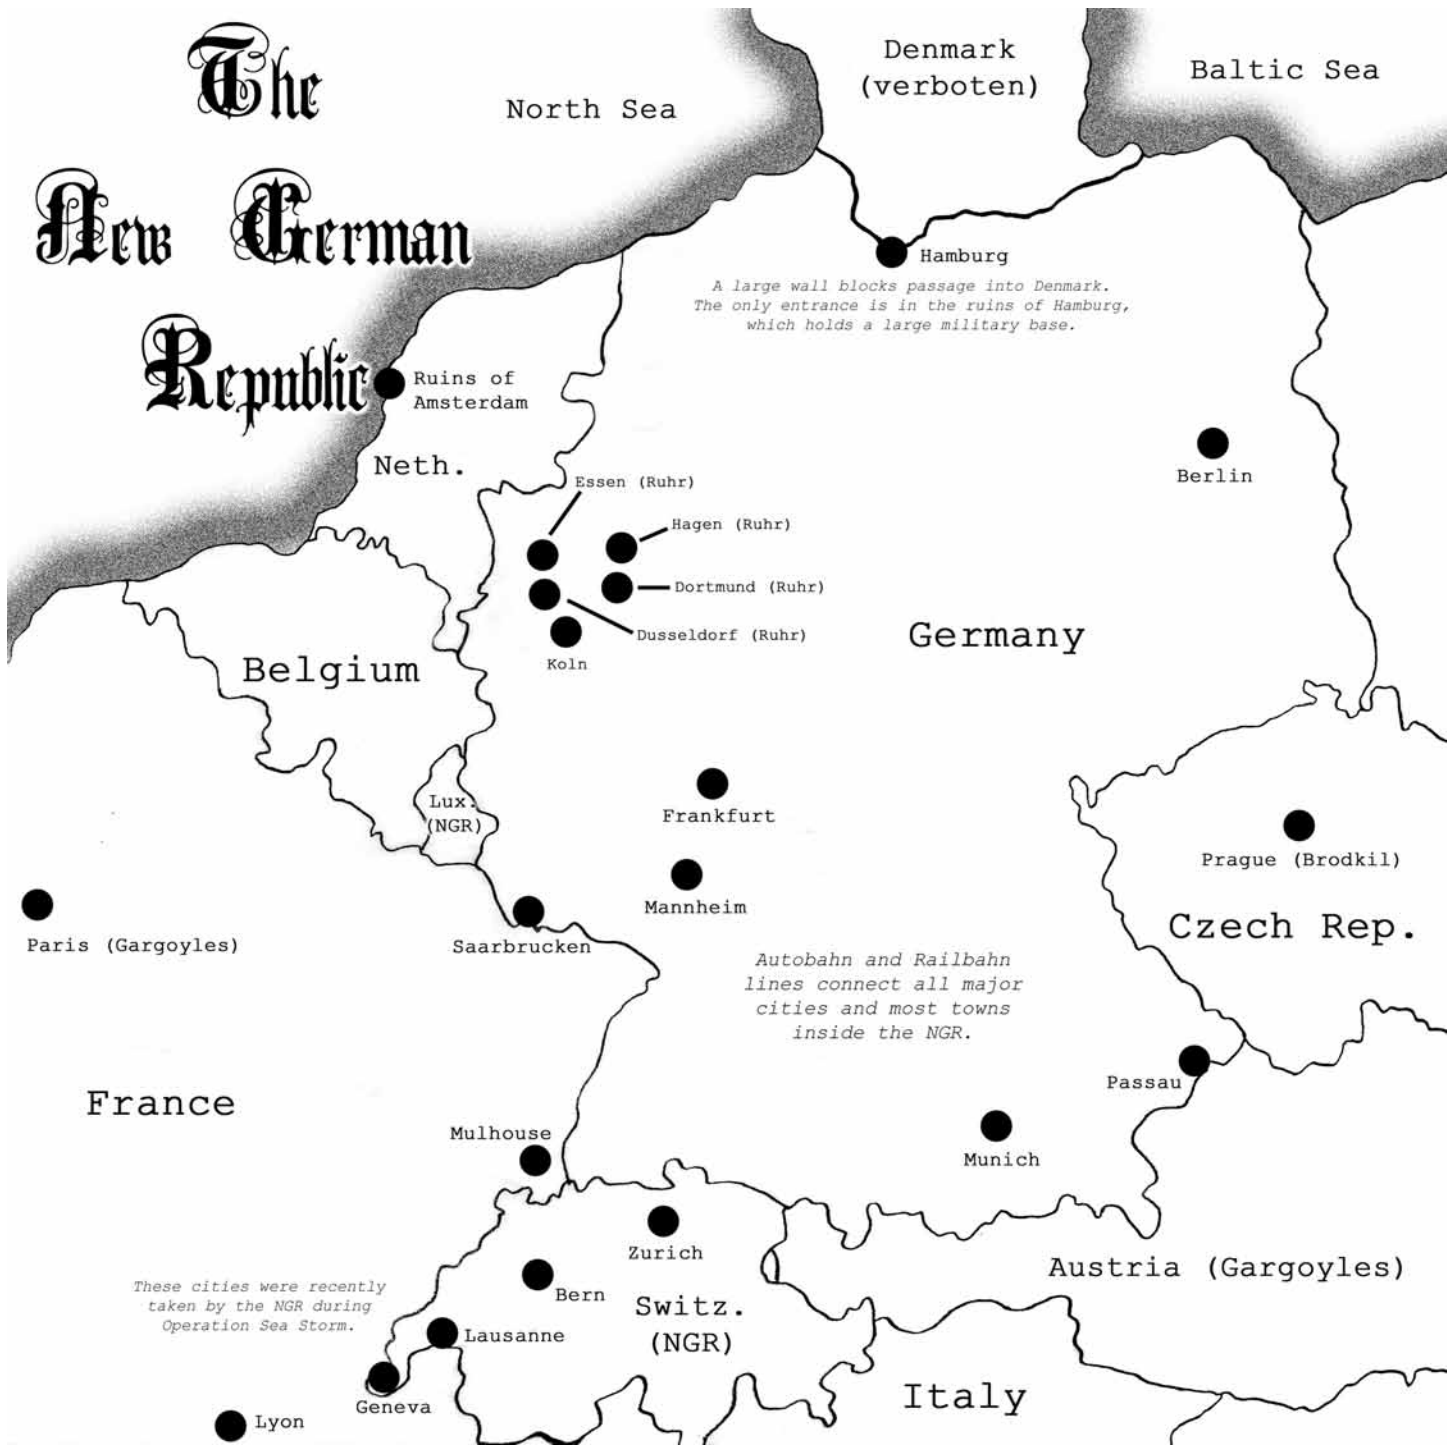 The
New German
Republic
North Sea
Denmark
(verboten)
Baltic Sea
Hamburg
A large wall blocks passage into Denmark.
The only entrance is in the ruins of Hamburg,
which holds a large military base.
Ruins of
Amsterdam
Neth.
Berlin
Essen (Ruhr)
Hagen (Ruhr)
Dortmund (Ruhr)
Dusseldorf (Ruhr)
Koln
Germany
Belgium
Lux.
(NGR)
Frankfurt
Prague (Brodkil)
Mannheim
Czech Rep.
Paris (Gargoyles)
Saarbrucken
Autobahn and Railbahn
lines connect all major
cities and most towns
inside the NGR.
Passau
France
Mulhouse
Munich
Zurich
Austria (Gargoyles)
These cities were recently
taken by the NGR during
Operation Sea Storm.
Bern
Switz.
(NGR)
Lausanne
Geneva
Italy
Lyon